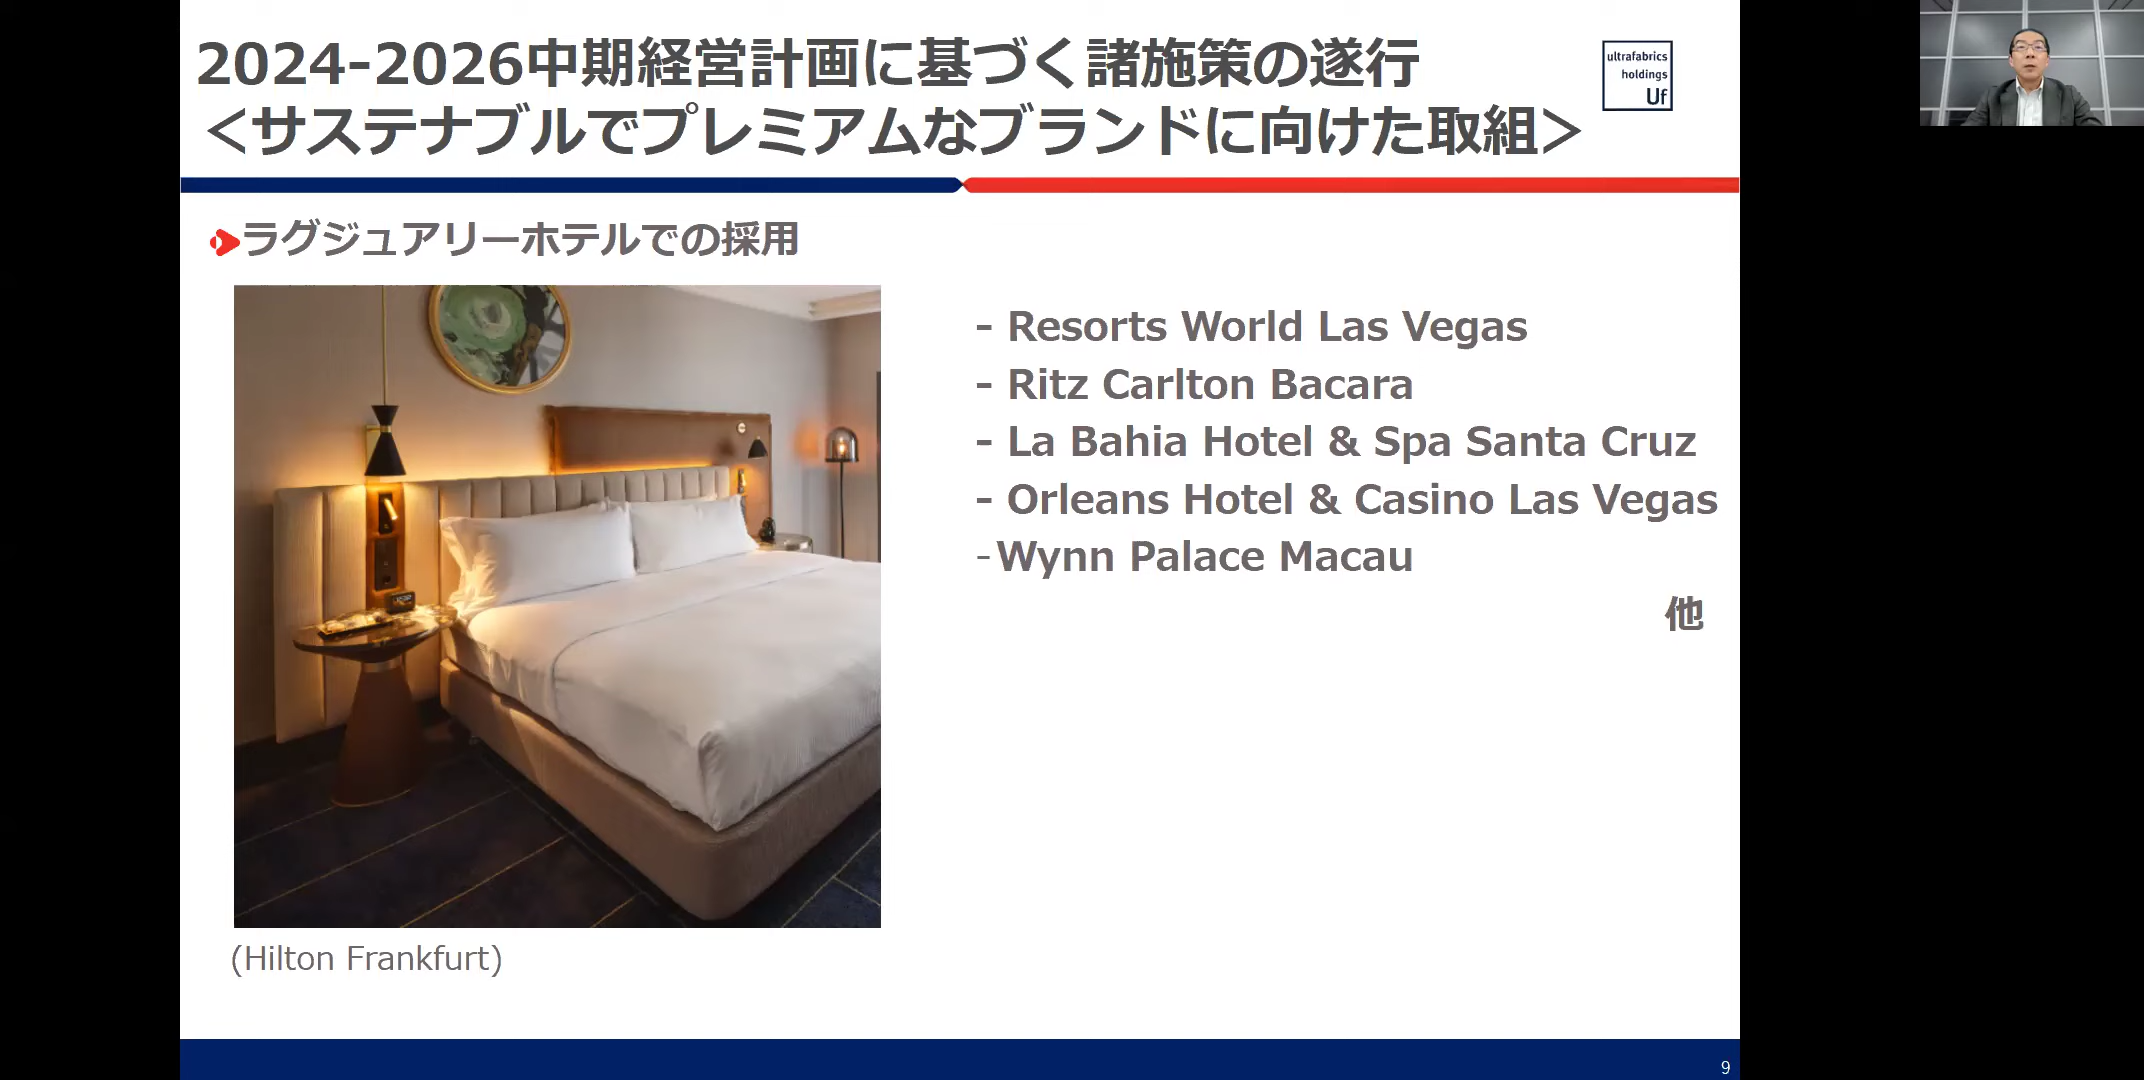 2024-2026中期経営計画に基づく諸施策の遂行
＜サステナブルでプレミアムなブランドに向けた取組＞
ultrafabrics
holdings
Uf
ラグジュアリーホテルでの採用
- Resorts World Las Vegas
- Ritz Carlton Bacara
- La Bahia Hotel & Spa Santa Cruz
- Orleans Hotel & Casino Las Vegas
-Wynn Palace Macau
他
(Hilton Frankfurt)
9